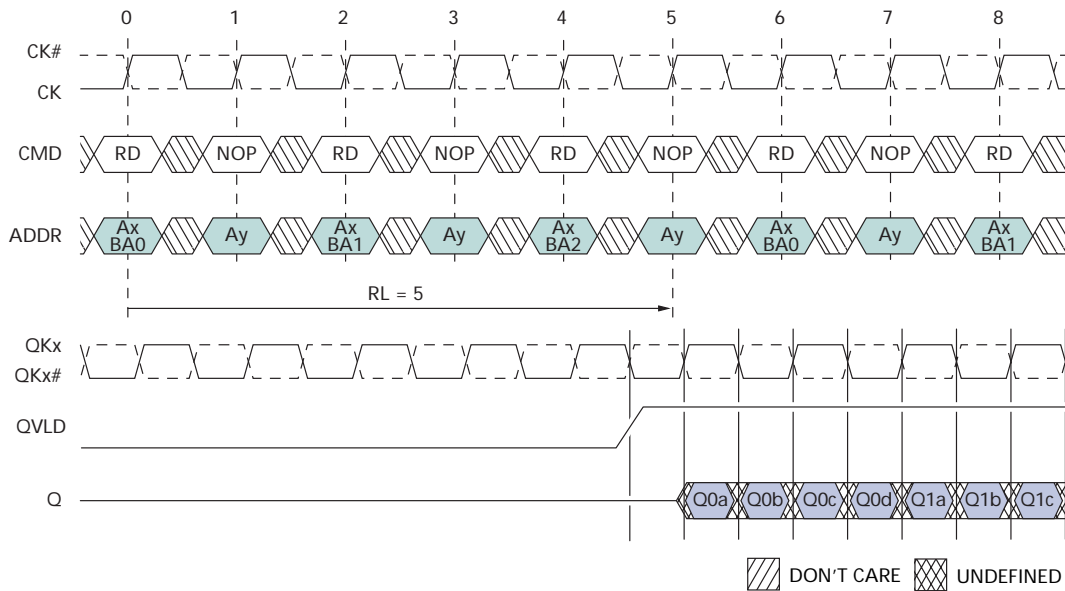 0 1 2 3 4 5 6 7 8
CK#
CK
CMD RD NOP RD NOP RD NOP RD NOP RD
ADDR Ax BA0 Ay Ax BA1 Ay Ax BA2 Ay Ax BA0 Ay Ax BA1
RL = 5
QKx
QKx#
QVLD
Q Q0a Q0b Q0c Q0d Q1a Q1b Q1c
DON'T CARE UNDEFINED